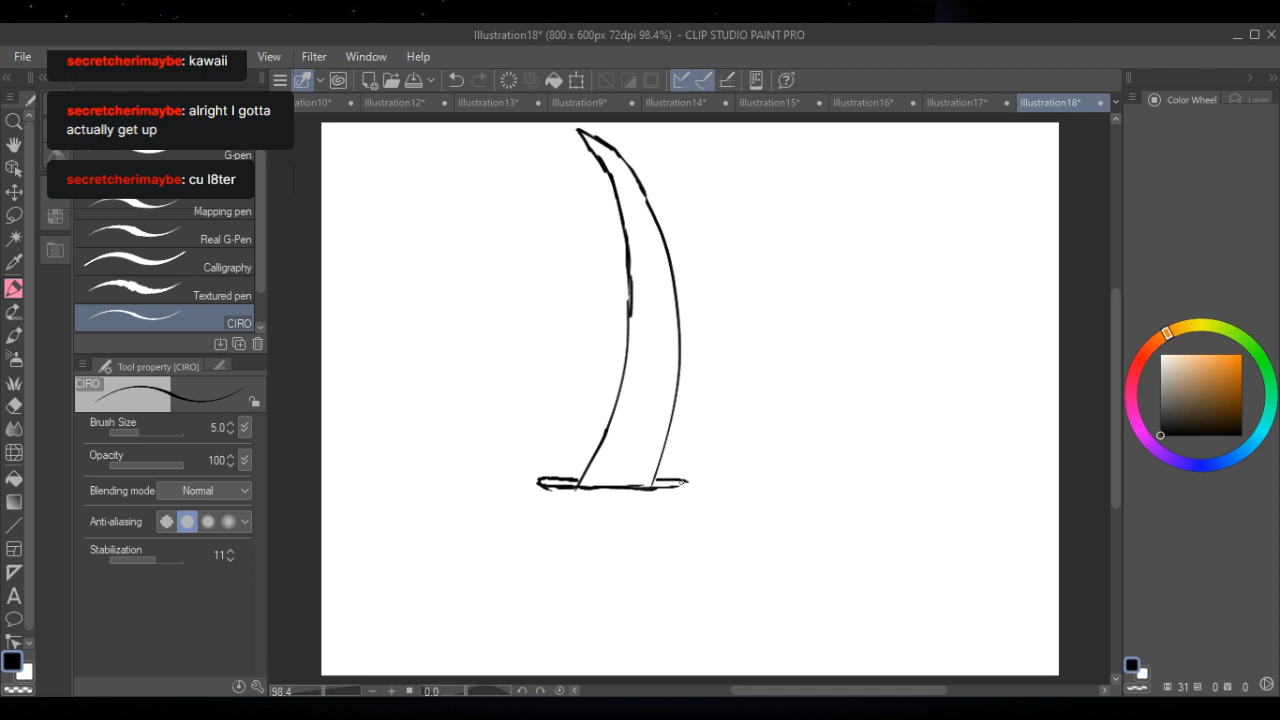 Illustration18* (800 x 600px 72dpi 98.4%) - CLIP STUDIO PAINT PRO
File
View
Filter
Window
Help
secretcherimaybe: kawaii
secretcherimaybe: alright I gotta
actually get up
secretcherimaybe: cu l8ter
Illustration12*
Illustration13*
Illustration9*
Illustration14*
Illustration15*
Illustration16*
Illustration17*
Illustration18*
Color Wheel
Layer
G-pen
Mapping pen
Real G-Pen
Calligraphy
Textured pen
CIRO
Tool property [CIRO]
CIRO
Brush Size
5.0
Opacity
100
Blending mode
Normal
Anti-aliasing
Stabilization
11
98.4
0.0
31
0
0